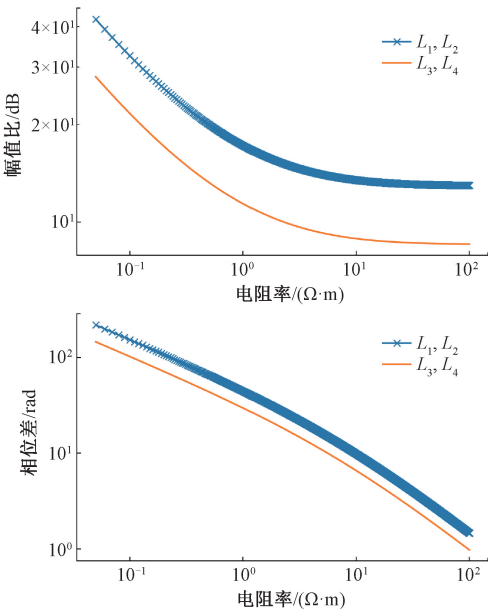 4×10¹
3×10¹
2×10¹
10¹
幅值比/dB
L₁, L₂
L₃, L₄
10⁻¹ 10⁰ 10¹ 10²
电阻率/(Ω·m)
10²
10¹
10⁰
相位差/rad
L₁, L₂
L₃, L₄
10⁻¹ 10⁰ 10¹ 10²
电阻率/(Ω·m)